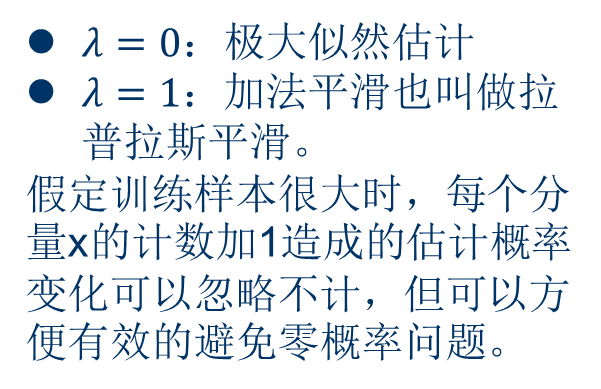 ● λ = 0：极大似然估计
● λ = 1：加法平滑也叫做拉
普拉斯平滑。
假定训练样本很大时，每个分
量x的计数加1造成的估计概率
变化可以忽略不计，但可以方
便有效的避免零概率问题。